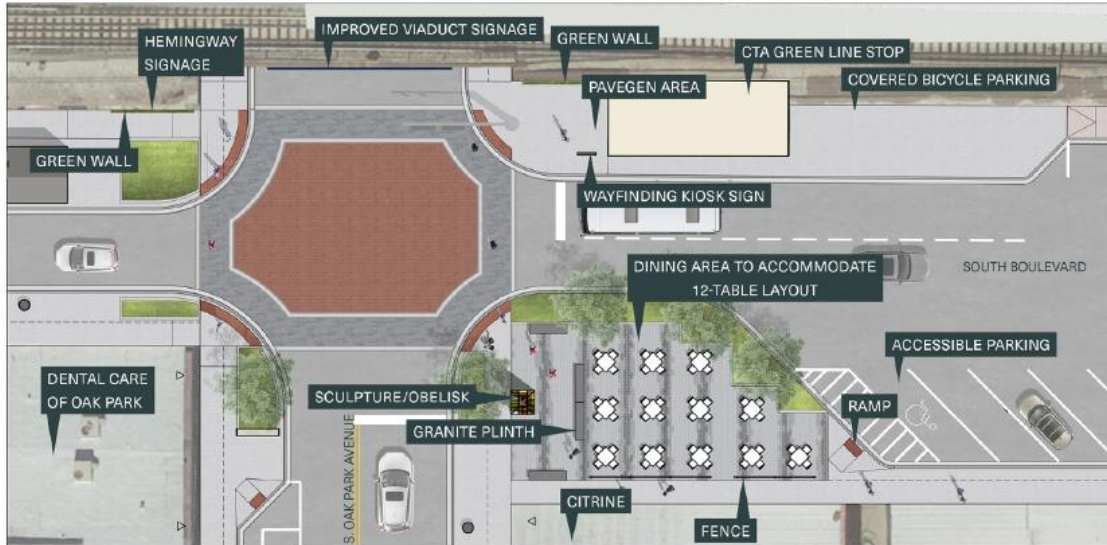 IMPROVED VIADUCT SIGNAGE
HEMINGWAY
SIGNAGE
GREEN WALL
CTA GREEN LINE STOP
PAVEGEN AREA
COVERED BICYCLE PARKING
GREEN WALL
WAYFINDING KIOSK SIGN
DINING AREA TO ACCOMMODATE
12-TABLE LAYOUT
SOUTH BOULEVARD
ACCESSIBLE PARKING
DENTAL CARE
OF OAK PARK
SCULPTURE/OBELISK
RAMP
GRANITE PLINTH
S. OAK PARK AVENUE
CITRINE
FENCE